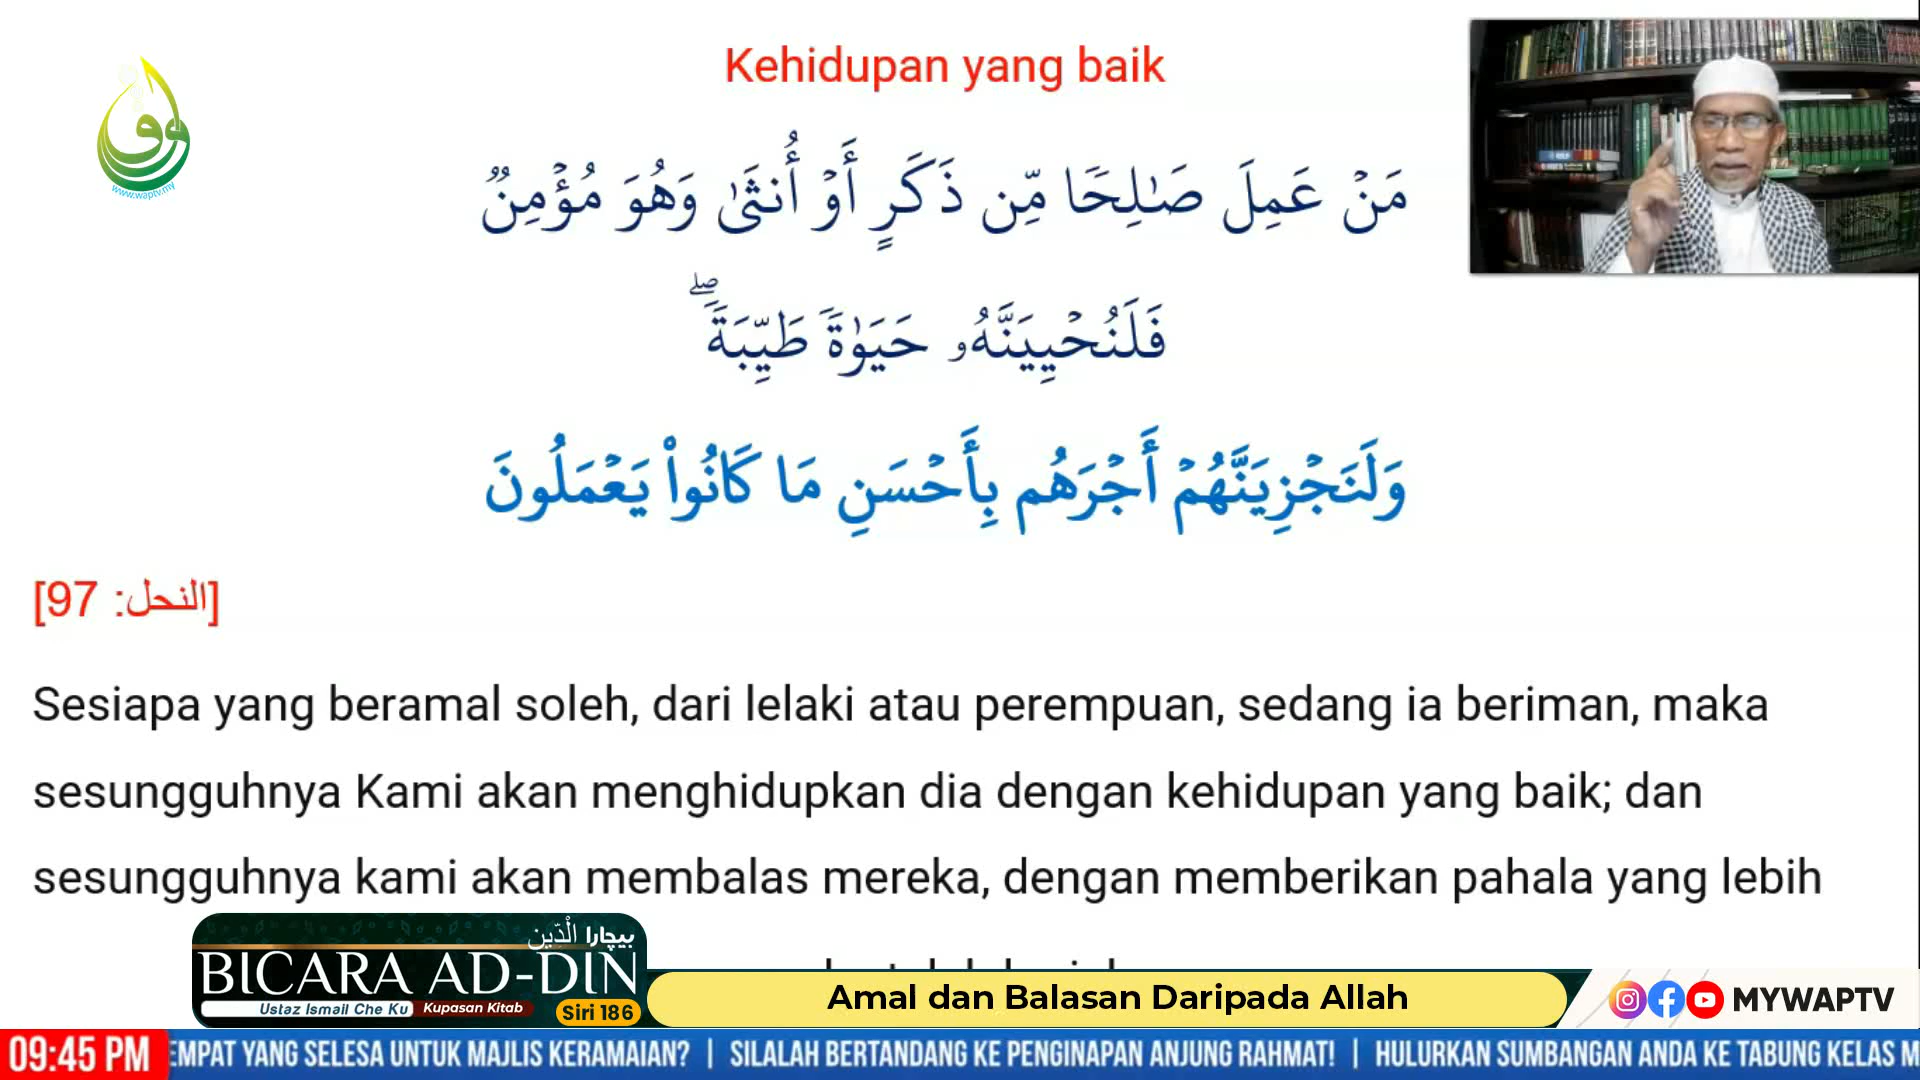 Kehidupan yang baik
مَنْ عَمِلَ صَـٰلِحًا مِّن ذَكَرٍ أَوْ أُنثَىٰ وَهُوَ مُؤْمِنٌ
فَلَنُحْيِيَنَّهُۥ حَيَوٰةً طَيِّبَةً ۖ
وَلَنَجْزِيَنَّهُمْ أَجْرَهُم بِأَحْسَنِ مَا كَانُوا۟ يَعْمَلُونَ
[النحل: 97]
Sesiapa yang beramal soleh, dari lelaki atau perempuan, sedang ia beriman, maka
sesungguhnya Kami akan menghidupkan dia dengan kehidupan yang baik; dan
sesungguhnya kami akan membalas mereka, dengan memberikan pahala yang lebih
www.waptv.my
بيچارا الْدِّين
BICARA AD-DIN
Ustaz Ismail Che Ku Kupasan Kitab
Siri 186
Amal dan Balasan Daripada Allah
MYWAPTV
09:45 PM EMPAT YANG SELESA UNTUK MAJLIS KERAMAIAN? | SILALAH BERTANDANG KE PENGINAPAN ANJUNG RAHMAT! | HULURKAN SUMBANGAN ANDA KE TABUNG KELAS M